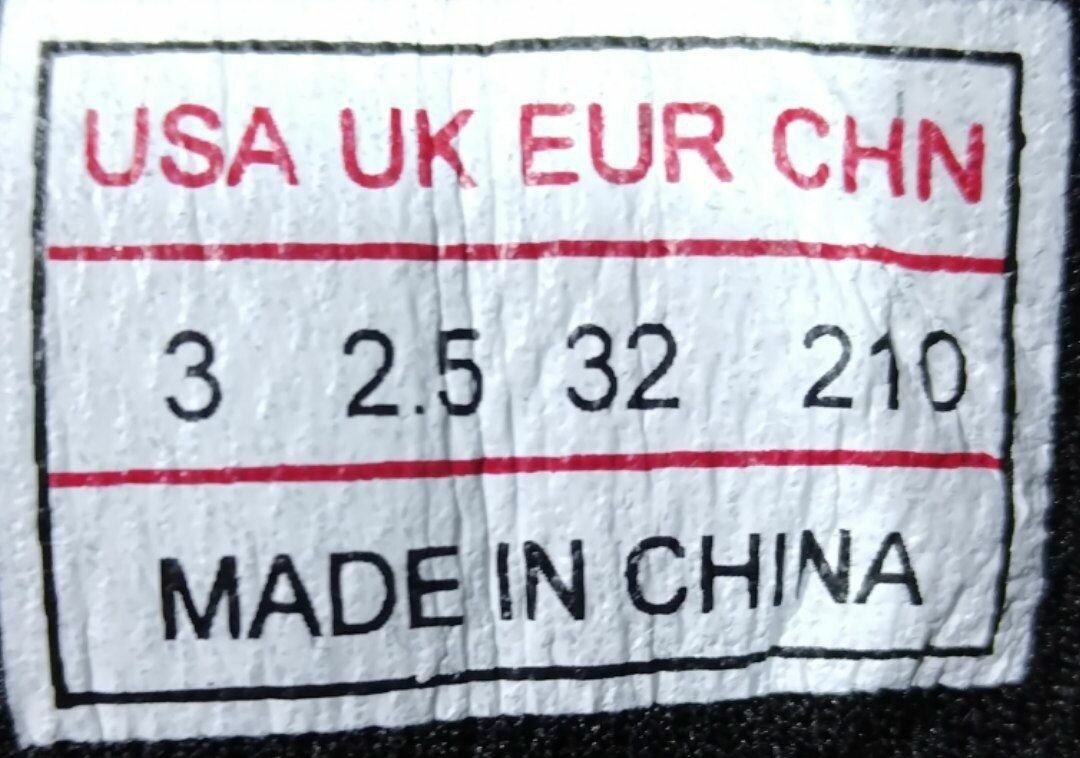 USA UK EUR CHN
3 2.5 32 210
MADE IN CHINA